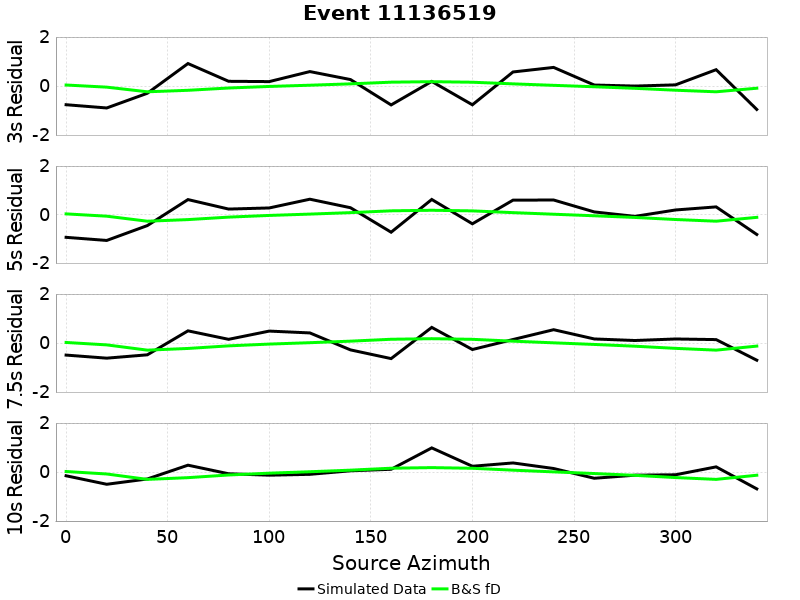 Event 11136519
3s Residual
2
0
-2
5s Residual
2
0
-2
7.5s Residual
2
0
-2
10s Residual
2
0
-2
0 50 100 150 200 250 300
Source Azimuth
Simulated Data B&S fD